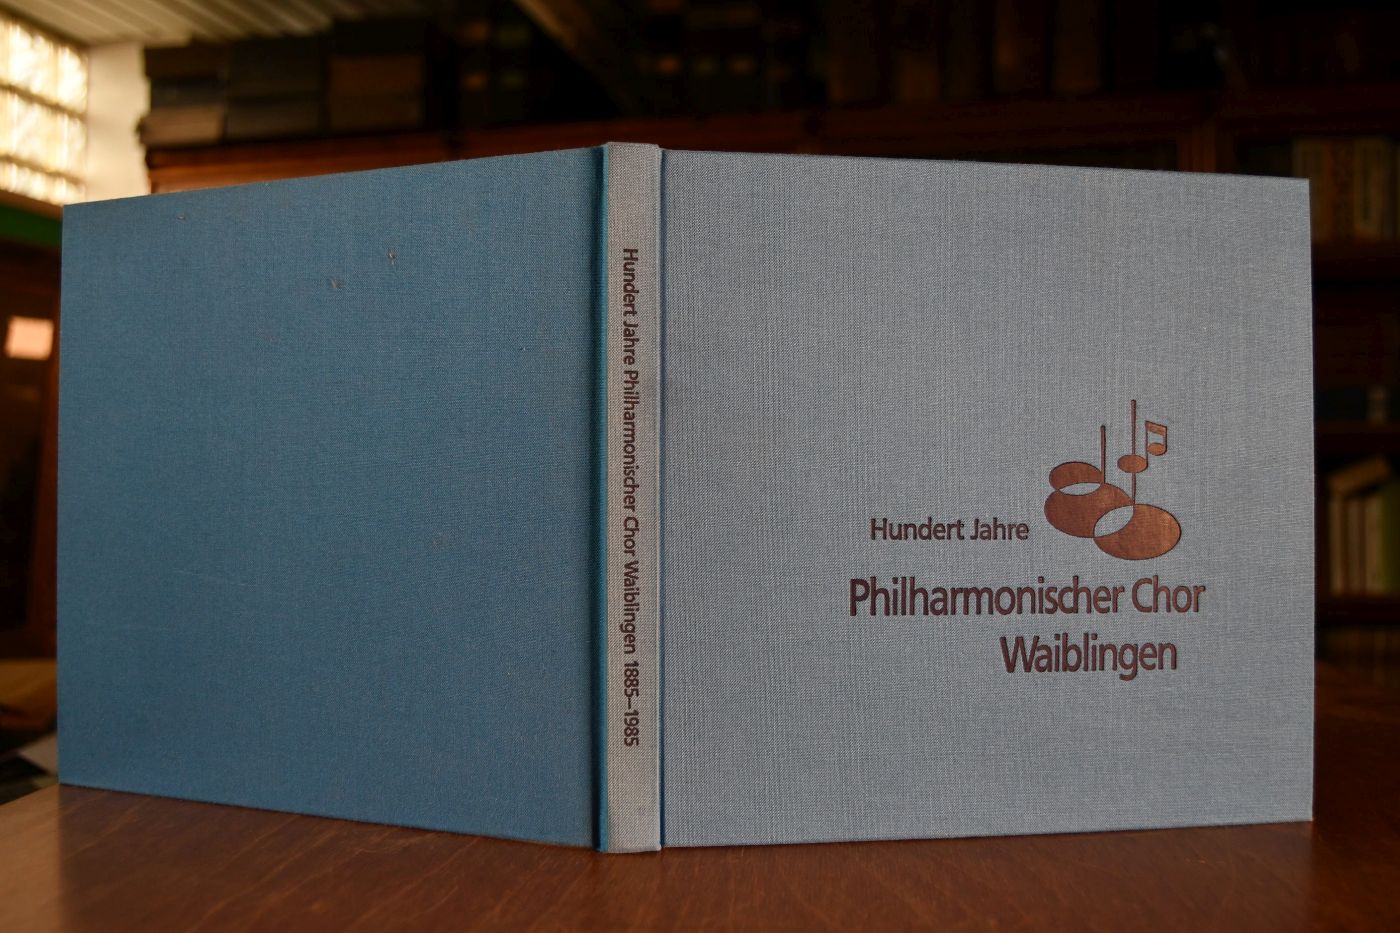 Hundert Jahre Philharmonischer Chor Waiblingen 1885–1985
Hundert Jahre
Philharmonischer Chor
Waiblingen